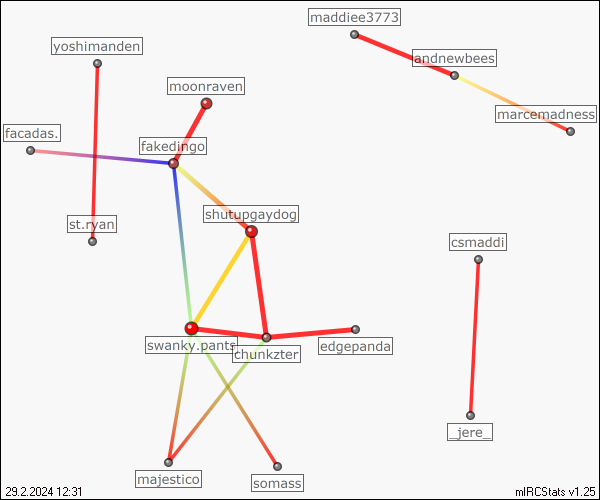 maddiee3773
yoshimanden
andnewbees
moonraven
marcemadness
facadas.
fakedingo
shutupgaydog
st.ryan
csmaddi
swanky.pants
chunkzter
edgepanda
_jere_
majestico
somass
29.2.2024 12:31
mIRCStats v1.25